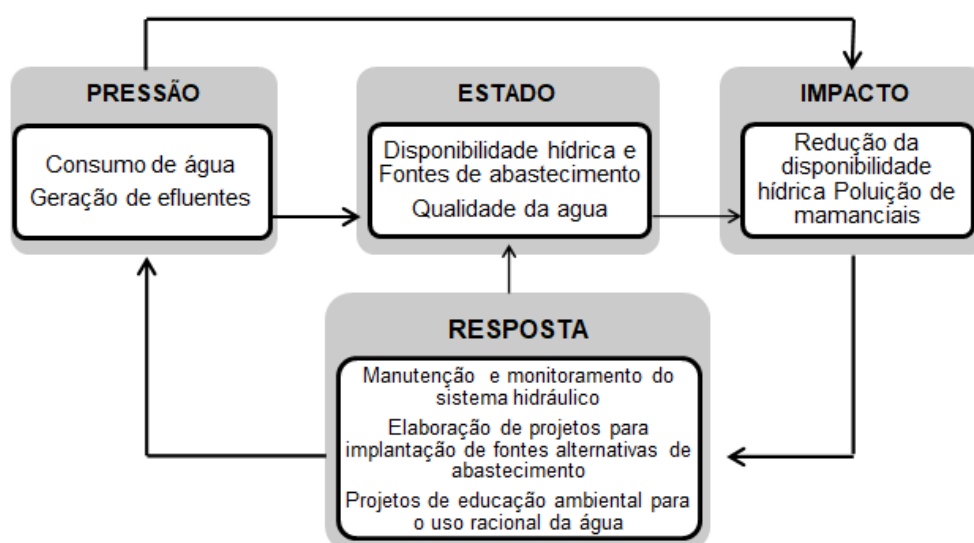 PRESSÃO
Consumo de água
Geração de efluentes
ESTADO
Disponibilidade hídrica e
Fontes de abastecimento
Qualidade da agua
IMPACTO
Redução da
disponibilidade
hídrica Poluição de
mamanciais
RESPOSTA
Manutenção e monitoramento do
sistema hidráulico
Elaboração de projetos para
implantação de fontes alternativas de
abastecimento
Projetos de educação ambiental para
o uso racional da água